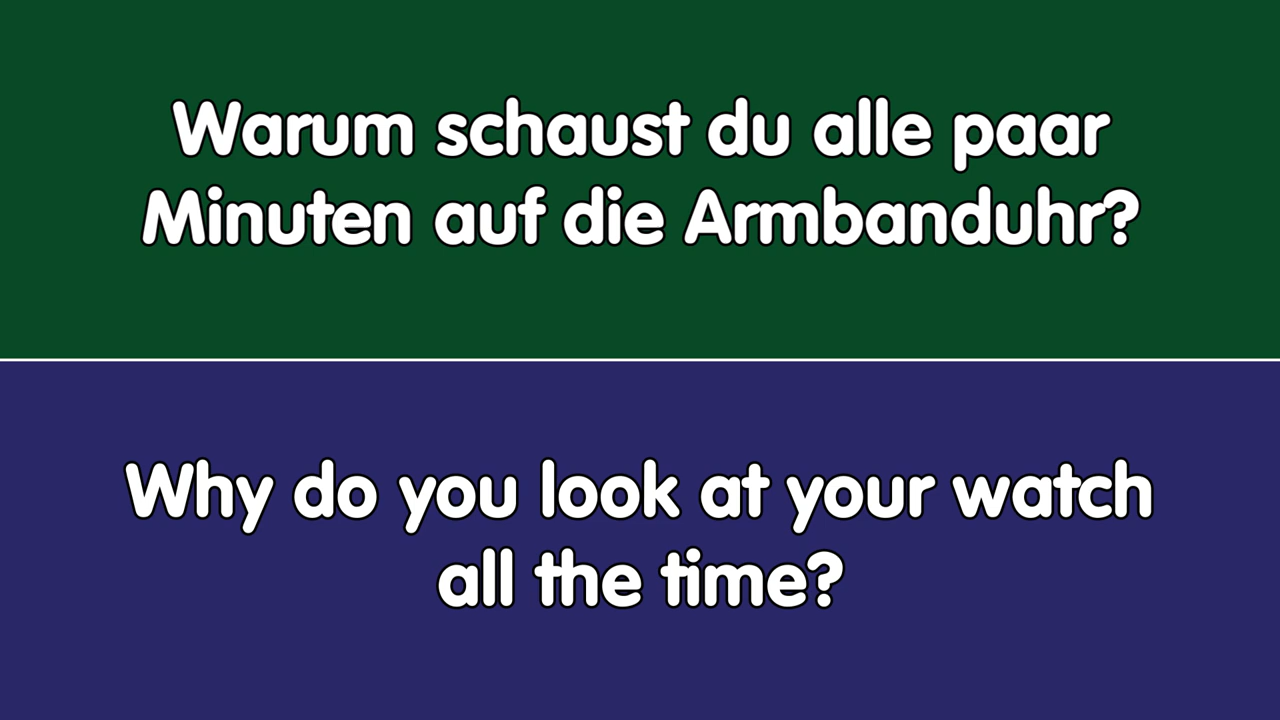 Warum schaust du alle paar
Minuten auf die Armbanduhr?
Why do you look at your watch
all the time?